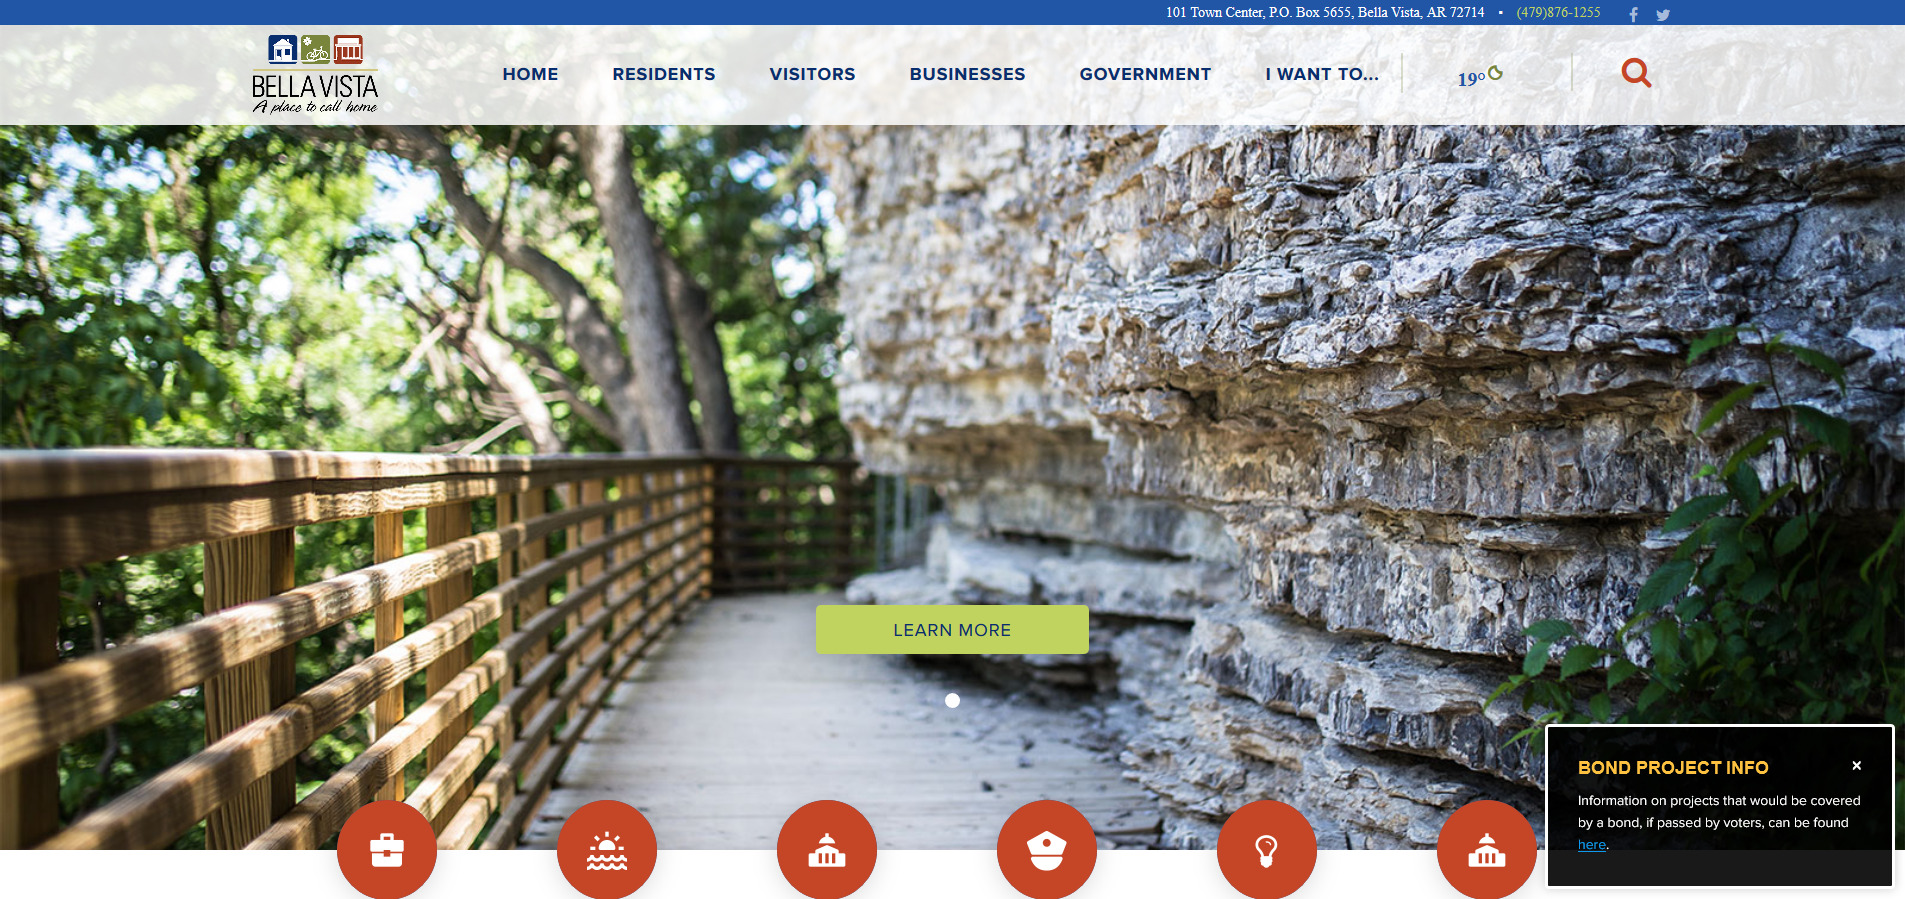 101 Town Center, P.O. Box 5655, Bella Vista, AR 72714 • (479)876-1255
BELLA VISTA
A place to call home
HOME RESIDENTS VISITORS BUSINESSES GOVERNMENT I WANT TO... 19°
LEARN MORE
BOND PROJECT INFO ×
Information on projects that would be covered
by a bond, if passed by voters, can be found
here.